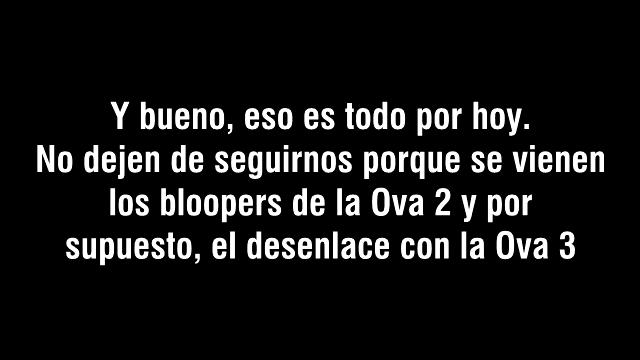 Y bueno, eso es todo por hoy.
No dejen de seguirnos porque se vienen
los bloopers de la Ova 2 y por
supuesto, el desenlace con la Ova 3